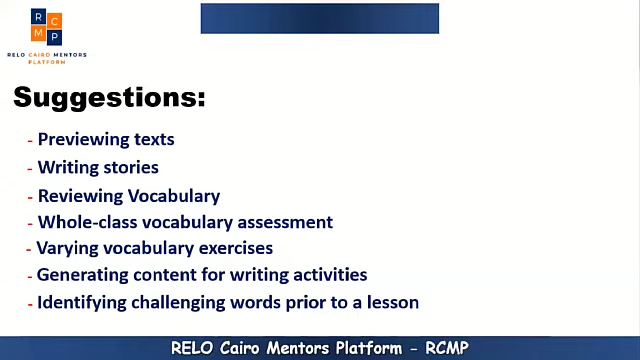 R C
M P
RELO CAIRO MENTORS
PLATFORM
Suggestions:
- Previewing texts
- Writing stories
- Reviewing Vocabulary
- Whole-class vocabulary assessment
- Varying vocabulary exercises
- Generating content for writing activities
- Identifying challenging words prior to a lesson
RELO Cairo Mentors Platform - RCMP